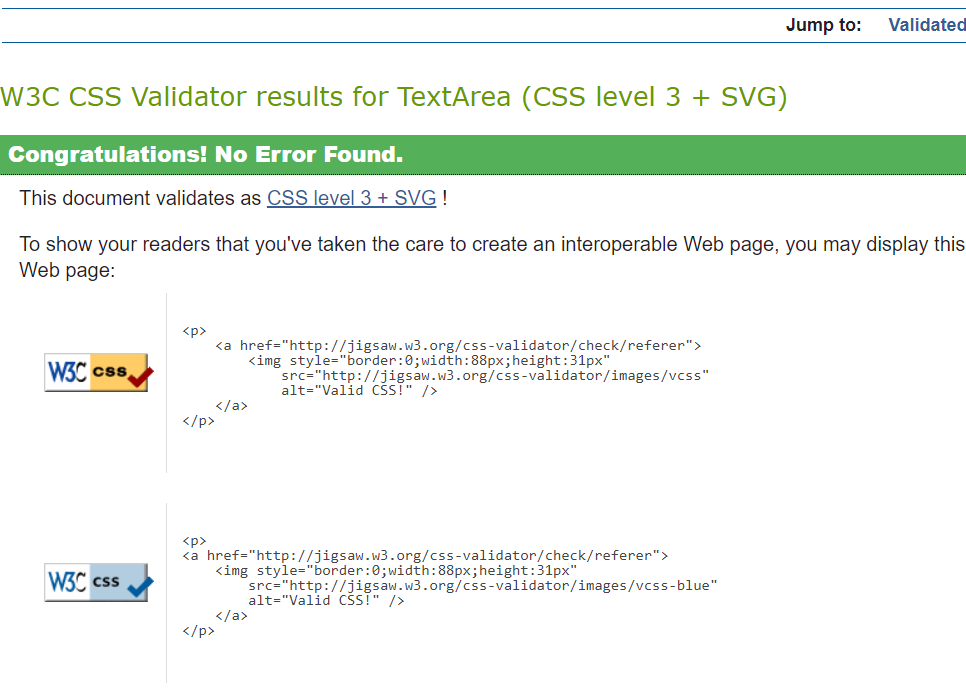 Jump to: Validated
W3C CSS Validator results for TextArea (CSS level 3 + SVG)
Congratulations! No Error Found.
This document validates as CSS level 3 + SVG !
To show your readers that you've taken the care to create an interoperable Web page, you may display this
Web page:
<p>
<a href="http://jigsaw.w3.org/css-validator/check/referer">
<img style="border:0;width:88px;height:31px"
W3C css
src="http://jigsaw.w3.org/css-validator/images/vcss"
alt="Valid CSS!" />
</a>
</p>
<p>
<a href="http://jigsaw.w3.org/css-validator/check/referer">
<img style="border:0;width:88px;height:31px"
W3C css
src="http://jigsaw.w3.org/css-validator/images/vcss-blue"
alt="Valid CSS!" />
</a>
</p>